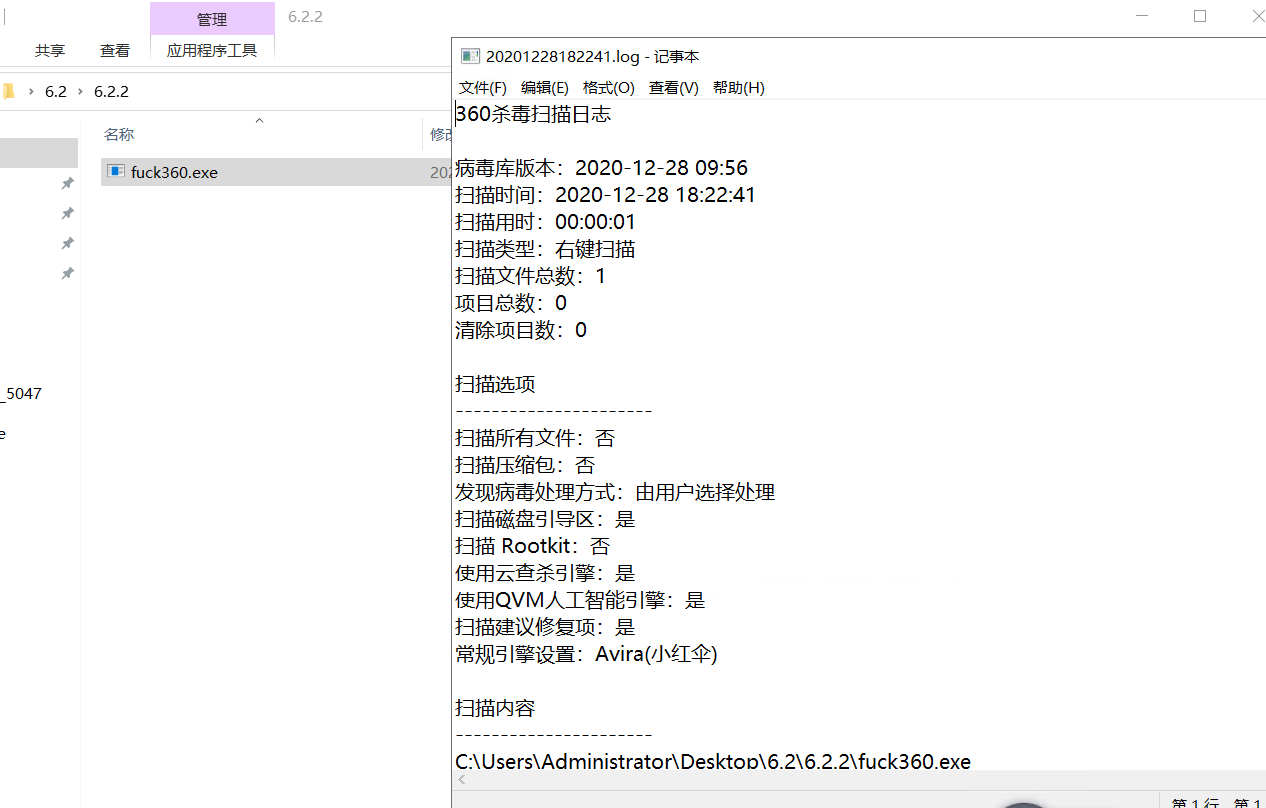 管理
6.2.2
共享
查看
应用程序工具
6.2 › 6.2.2
名称
修改
fuck360.exe
202
_5047
e
20201228182241.log - 记事本
文件(F) 编辑(E) 格式(O) 查看(V) 帮助(H)
360杀毒扫描日志
病毒库版本：2020-12-28 09:56
扫描时间：2020-12-28 18:22:41
扫描用时：00:00:01
扫描类型：右键扫描
扫描文件总数：1
项目总数：0
清除项目数：0
扫描选项
----------------------
扫描所有文件：否
扫描压缩包：否
发现病毒处理方式：由用户选择处理
扫描磁盘引导区：是
扫描 Rootkit：否
使用云查杀引擎：是
使用QVM人工智能引擎：是
扫描建议修复项：是
常规引擎设置：Avira(小红伞)
扫描内容
----------------------
C:\Users\Administrator\Desktop\6.2\6.2.2\fuck360.exe
第 1 行，第 1